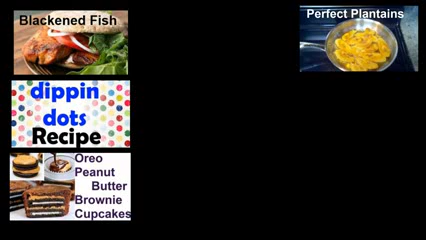 Blackened Fish
Perfect Plantains
dippin
dots
Recipe
Oreo
Peanut
Butter
Brownie
Cupcakes